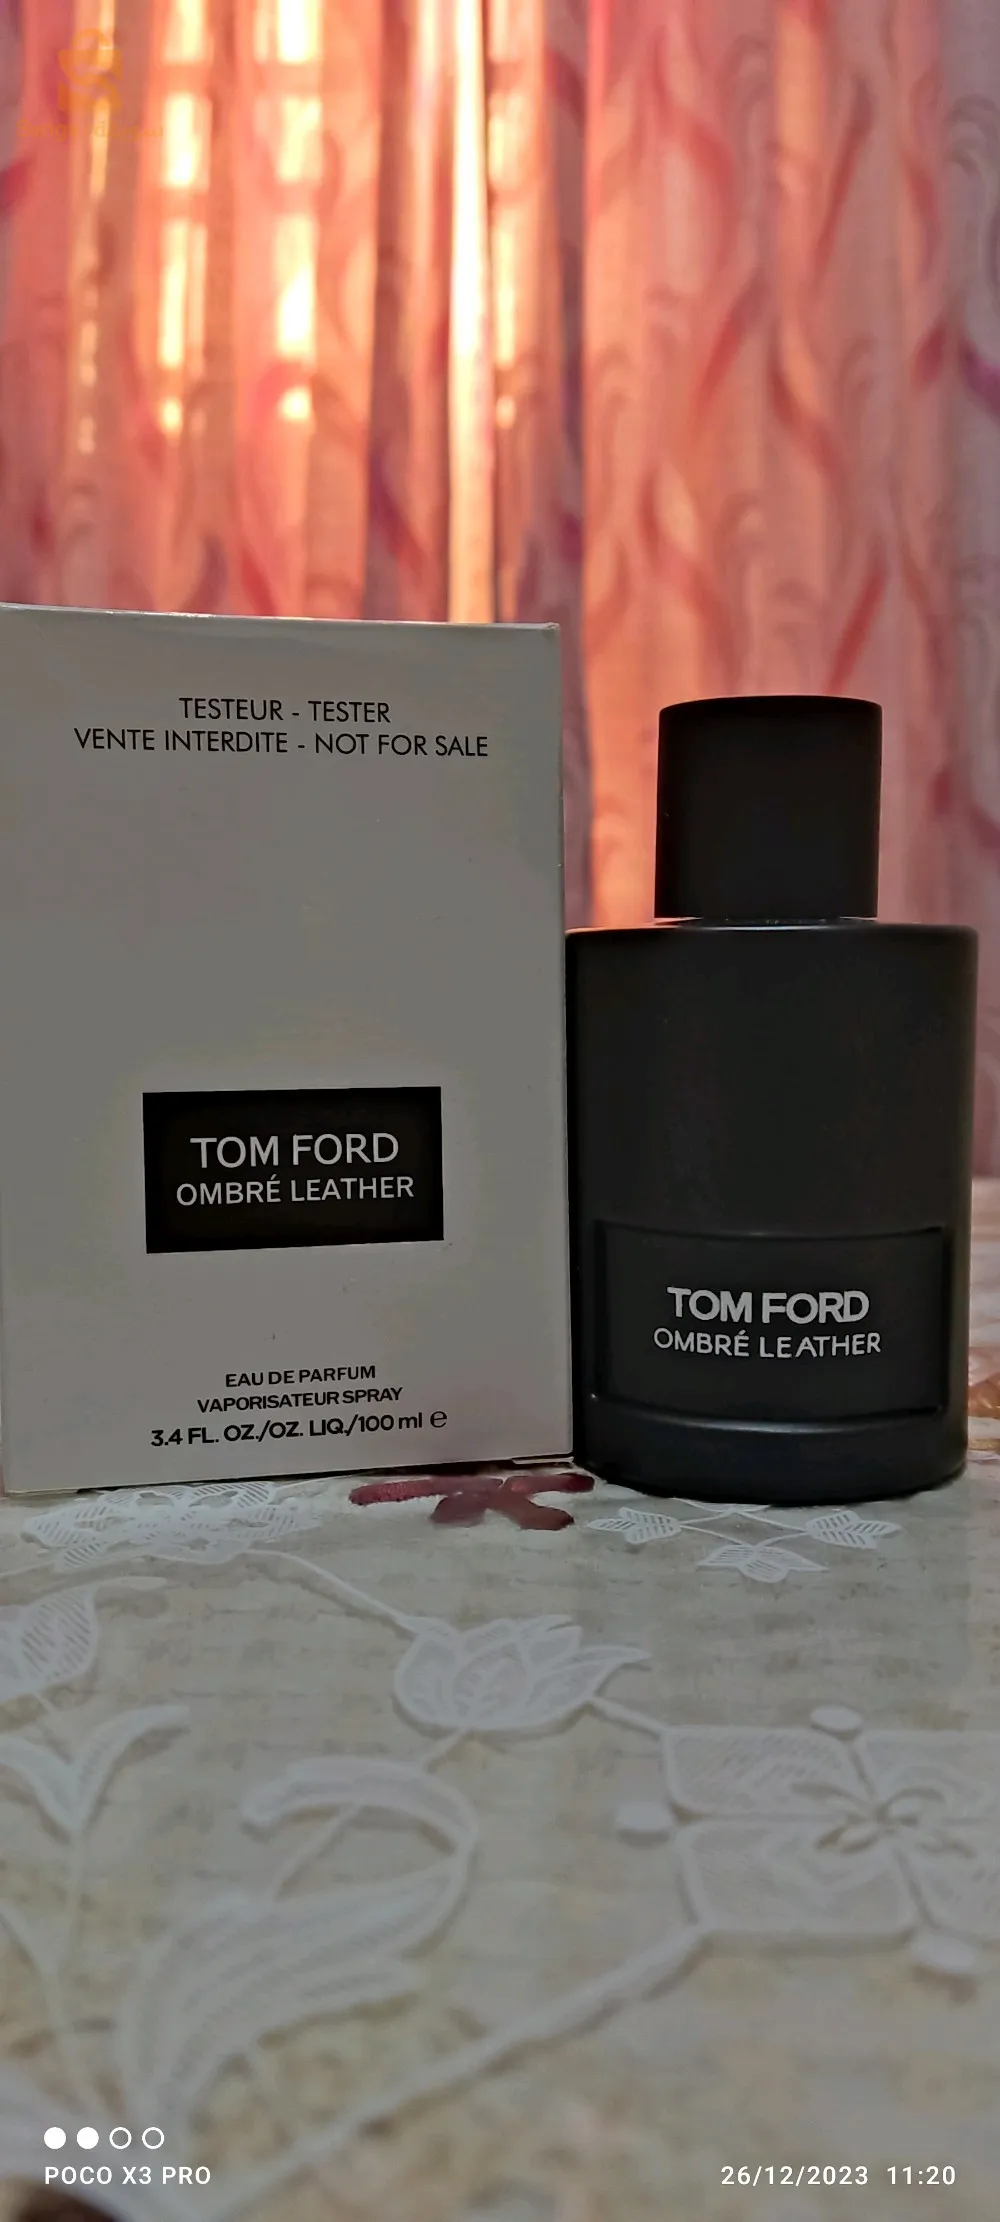 TESTEUR - TESTER
VENTE INTERDITE - NOT FOR SALE
TOM FORD
OMBRÉ LEATHER
EAU DE PARFUM
VAPORISATEUR SPRAY
3.4 FL. OZ./OZ. LIQ./100 ml e
TOM FORD
OMBRÉ LEATHER
POCO X3 PRO
26/12/2023 11:20